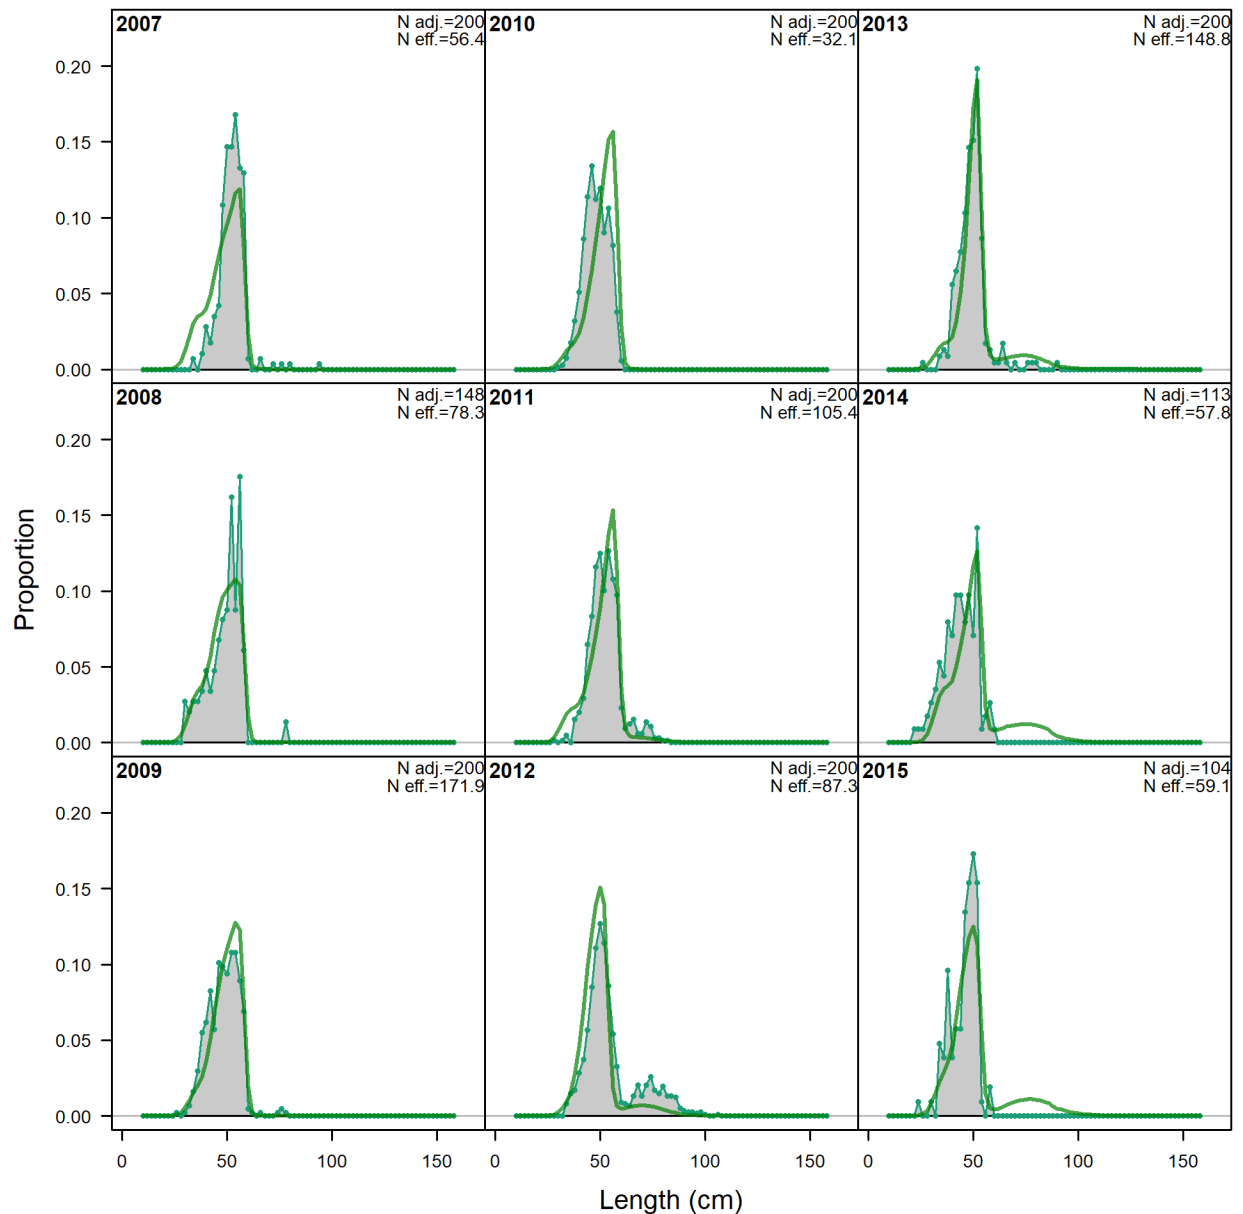 2007
N adj.=200
N eff.=56.4
2010
N adj.=200
N eff.=32.1
2013
N adj.=200
N eff.=148.8
0.20
0.15
0.10
0.05
0.00
2008
N adj.=148
N eff.=78.3
2011
N adj.=200
N eff.=105.4
2014
N adj.=113
N eff.=57.8
0.20
0.15
0.10
0.05
0.00
Proportion
2009
N adj.=200
N eff.=171.9
2012
N adj.=200
N eff.=87.3
2015
N adj.=104
N eff.=59.1
0.20
0.15
0.10
0.05
0.00
0 50 100 150 0 50 100 150 0 50 100 150
Length (cm)